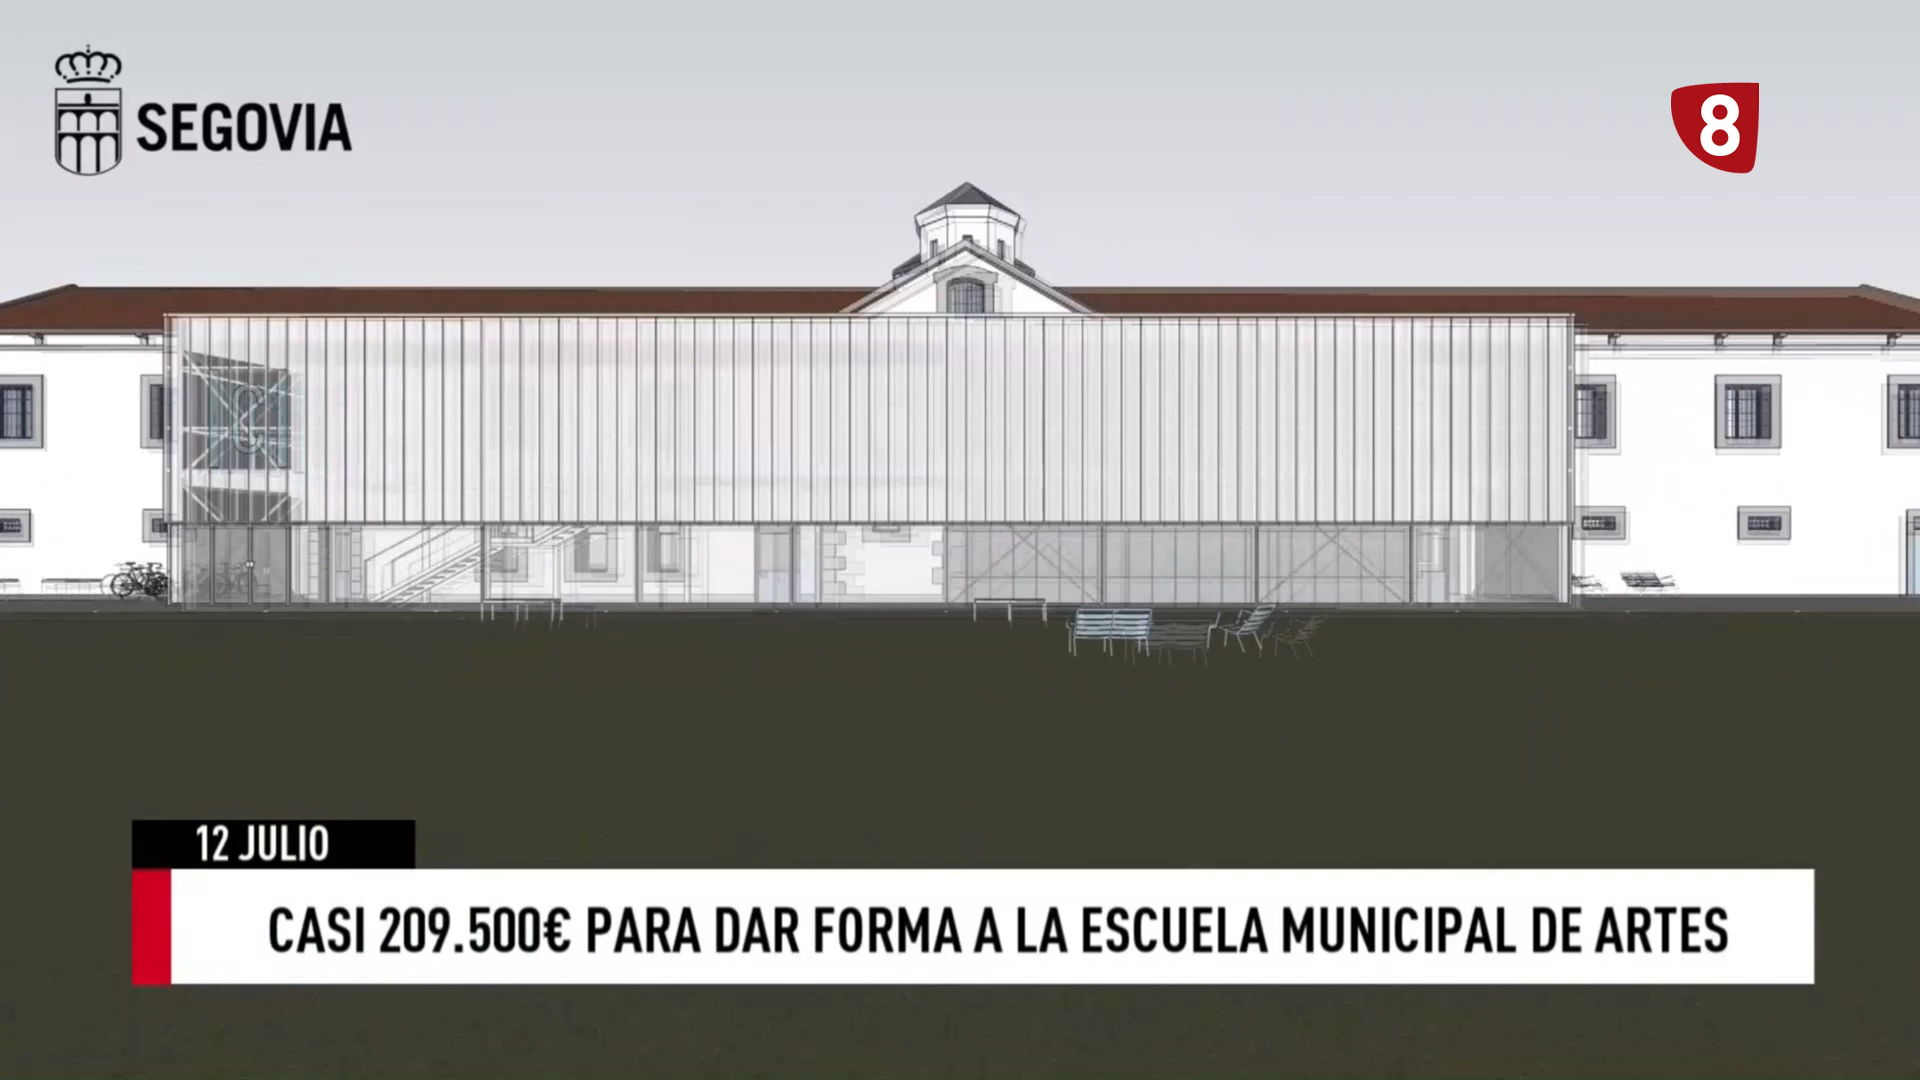 SEGOVIA
8
12 JULIO
CASI 209.500€ PARA DAR FORMA A LA ESCUELA MUNICIPAL DE ARTES